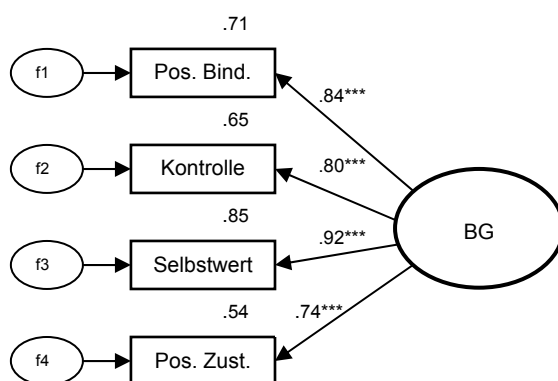 .71
f1
Pos. Bind.
.84***
.65
f2
Kontrolle
.80***
.85
f3
Selbstwert
.92***
BG
.54
f4
Pos. Zust.
.74***